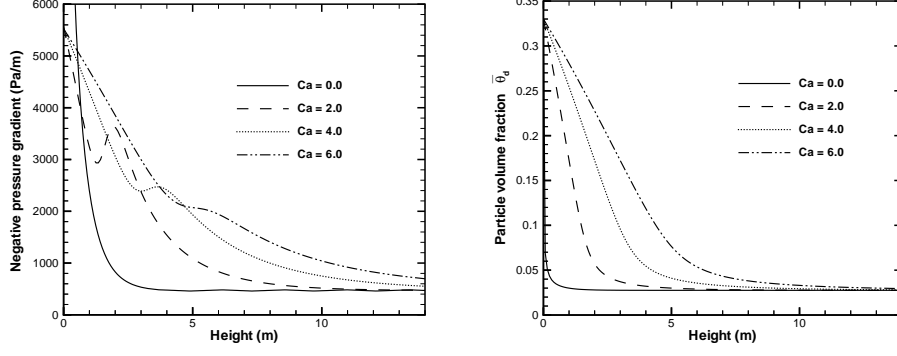 Negative pressure gradient (Pa/m)
6000
5000
4000
3000
2000
1000
0
0
5
10
Height (m)
Ca = 0.0
Ca = 2.0
Ca = 4.0
Ca = 6.0
Particle volume fraction θ̅d
0.35
0.3
0.25
0.2
0.15
0.1
0.05
0
0
5
10
Height (m)
Ca = 0.0
Ca = 2.0
Ca = 4.0
Ca = 6.0